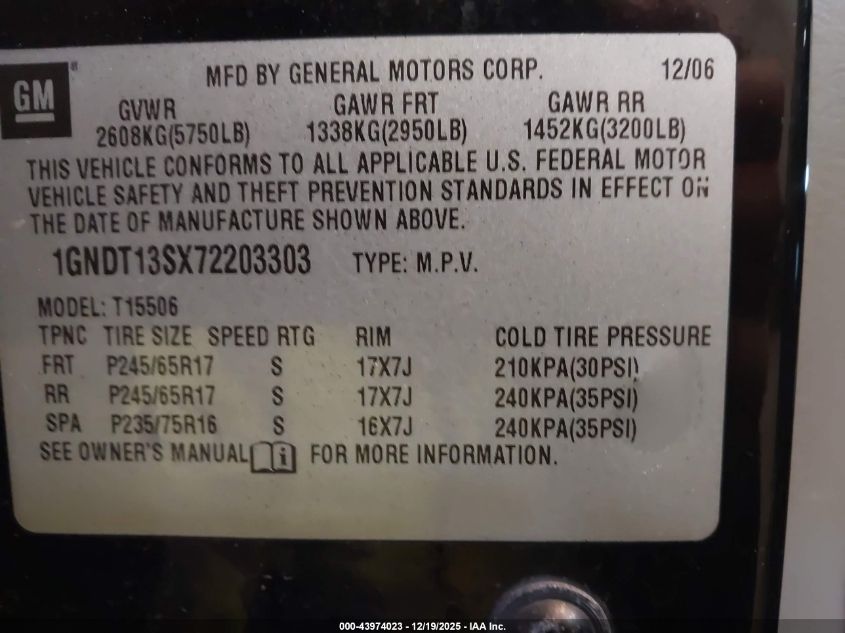 GM
MFD BY GENERAL MOTORS CORP. 12/06
GVWR GAWR FRT GAWR RR
2608KG(5750LB) 1338KG(2950LB) 1452KG(3200LB)
THIS VEHICLE CONFORMS TO ALL APPLICABLE U.S. FEDERAL MOTOR
VEHICLE SAFETY AND THEFT PREVENTION STANDARDS IN EFFECT ON
THE DATE OF MANUFACTURE SHOWN ABOVE.
1GNDT13SX72203303 TYPE: M.P.V.
MODEL: T15506
TPNC TIRE SIZE SPEED RTG RIM COLD TIRE PRESSURE
FRT P245/65R17 S 17X7J 210KPA(30PSI)
RR P245/65R17 S 17X7J 240KPA(35PSI)
SPA P235/75R16 S 16X7J 240KPA(35PSI)
SEE OWNER'S MANUAL i FOR MORE INFORMATION.
000-43974023 - 12/19/2025 - IAA Inc.